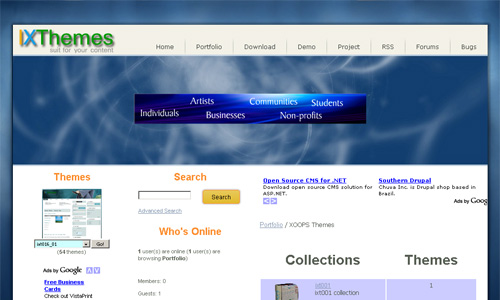 IXThemes
suit for your content
Home Portfolio Download Demo Project RSS Forums Bugs
Artists Communities Students
Individuals Businesses Non-profits
Themes
wt016_01 Go!
(54 themes)
Ads by Google
Free Business
Cards
Check out VistaPrint
Search
Search
Advanced Search
Who's Online
1 user(s) are online (1 user(s) are
browsing Portfolio)
Members: 0
Guests: 1
Open Source CMS for .NET
Download open source CMS solution for
ASP.NET.
Southern Drupal
Chusa Inc. is Drupal shop based in
Brazil.
Ads by Goo
Portfolio / XOOPS Themes
Collections Themes
wt001 1
wt001 collection